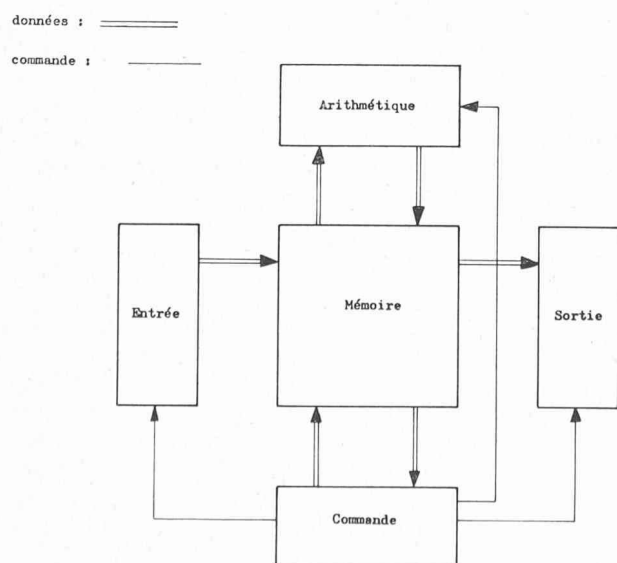 données :
commande :
Arithmétique
Entrée
Mémoire
Sortie
Commande